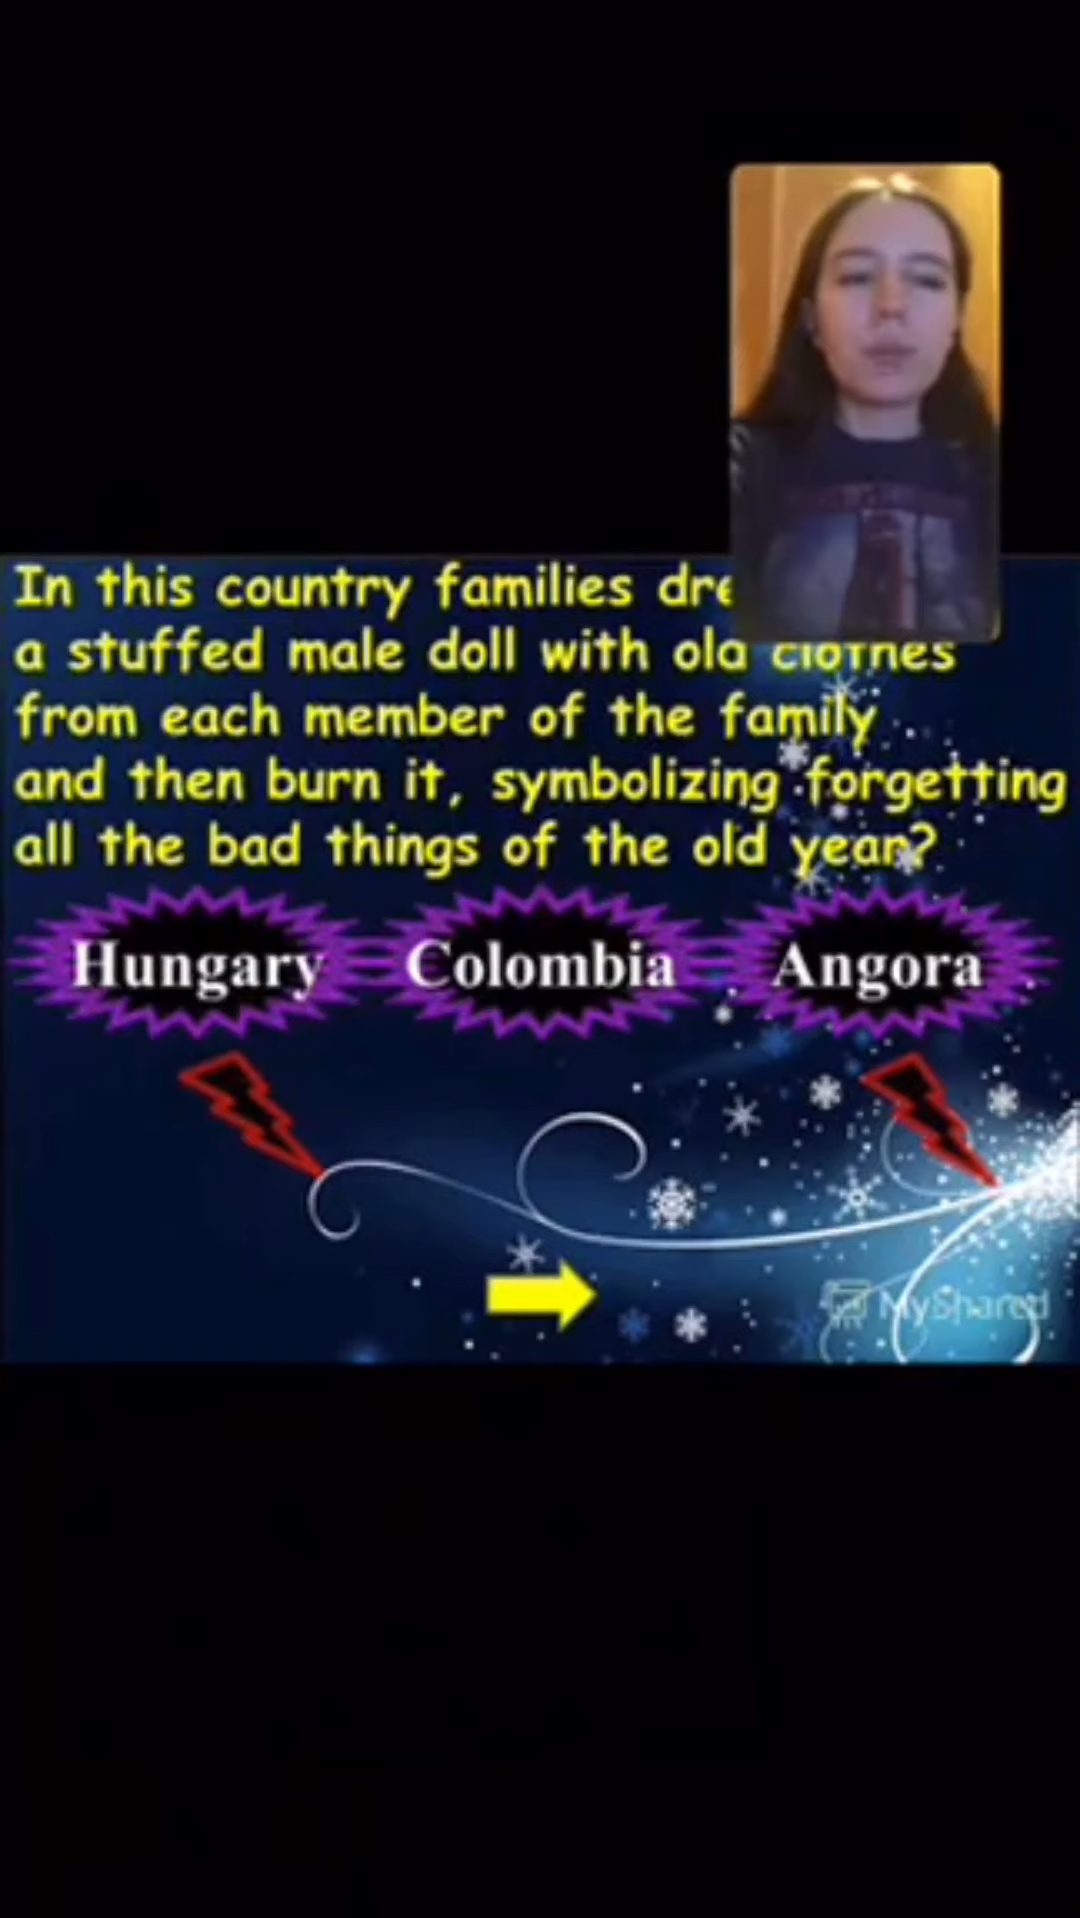 In this country families dre
a stuffed male doll with old clothes
from each member of the family
and then burn it, symbolizing forgetting
all the bad things of the old year?
Hungary Colombia Angora
MyShared